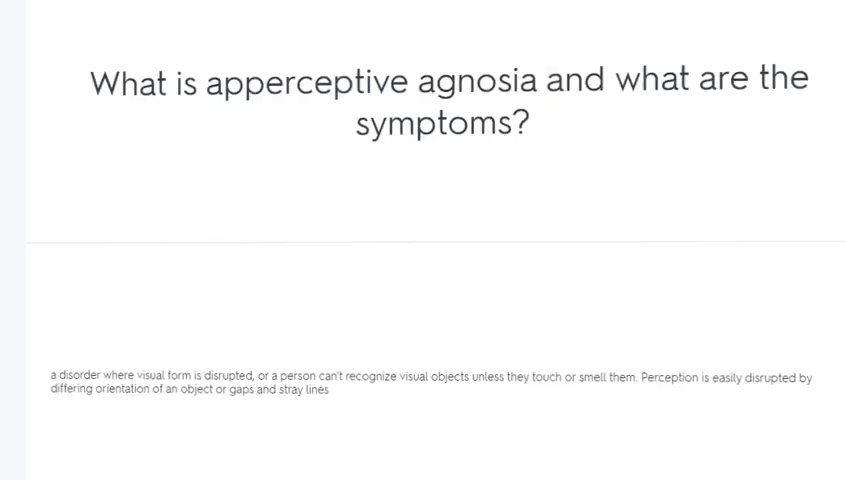 What is apperceptive agnosia and what are the
symptoms?
a disorder where visual form is disrupted, or a person can't recognize visual objects unless they touch or smell them. Perception is easily disrupted by
differing orientation of an object or gaps and stray lines